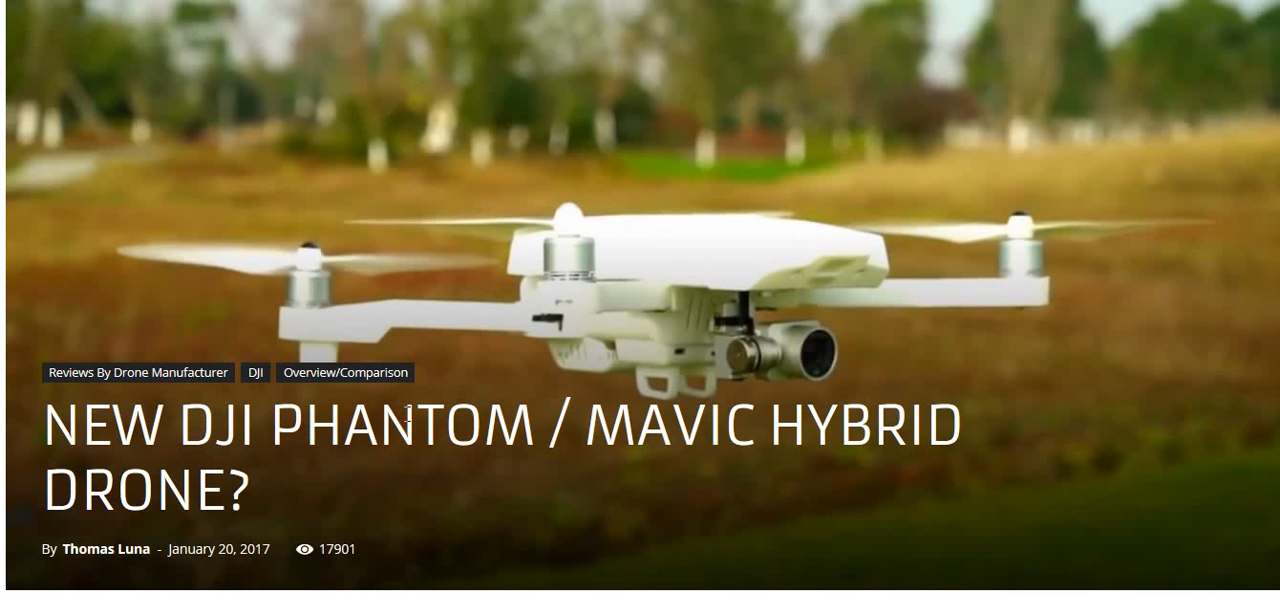 Reviews By Drone Manufacturer DJI Overview/Comparison
NEW DJI PHANTOM / MAVIC HYBRID
DRONE?
By Thomas Luna - January 20, 2017 17901